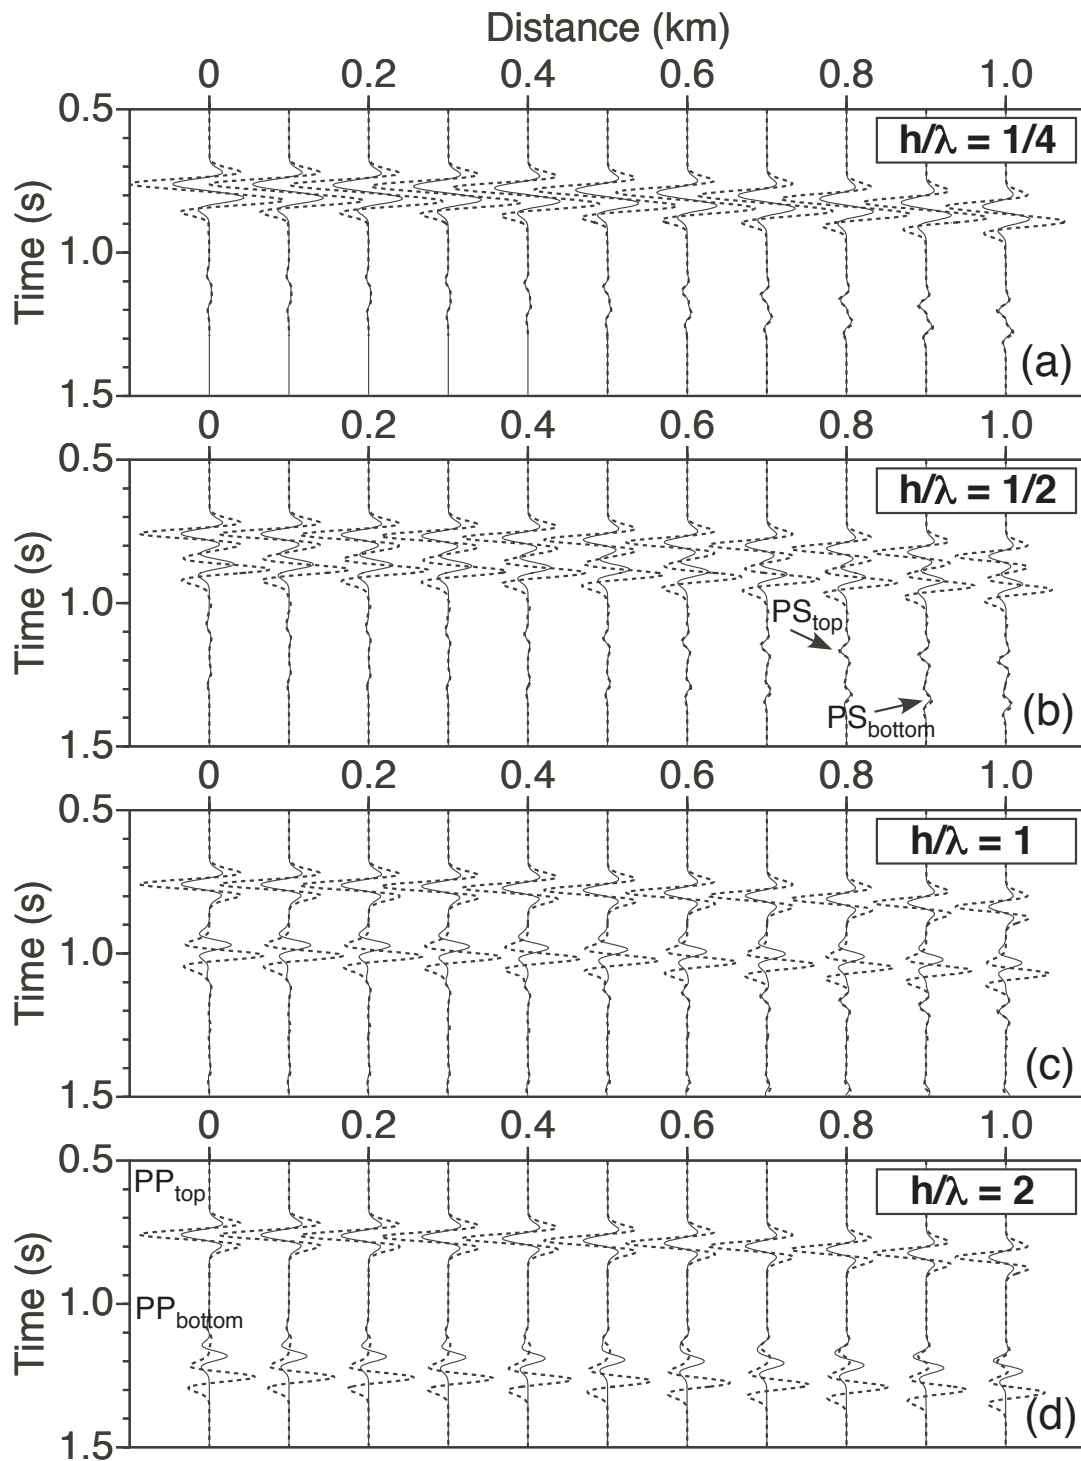 Distance (km)
0 0.2 0.4 0.6 0.8 1.0
0.5
h/λ = 1/4
Time (s)
1.0
(a)
1.5
0 0.2 0.4 0.6 0.8 1.0
0.5
h/λ = 1/2
Time (s)
1.0
PStop
PSbottom
(b)
1.5
0 0.2 0.4 0.6 0.8 1.0
0.5
h/λ = 1
Time (s)
1.0
(c)
1.5
0 0.2 0.4 0.6 0.8 1.0
0.5
PPtop
h/λ = 2
Time (s)
1.0
PPbottom
(d)
1.5